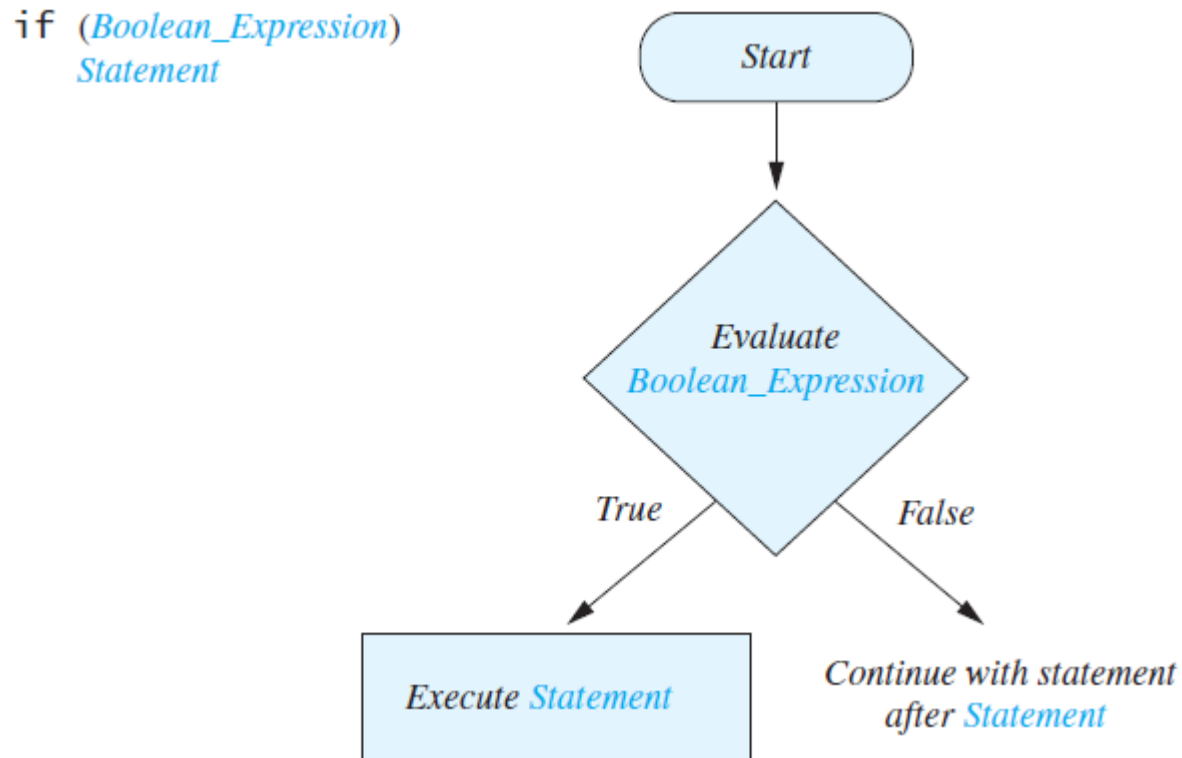 if (Boolean_Expression)
Statement
Start
Evaluate
Boolean_Expression
True
False
Execute Statement
Continue with statement
after Statement